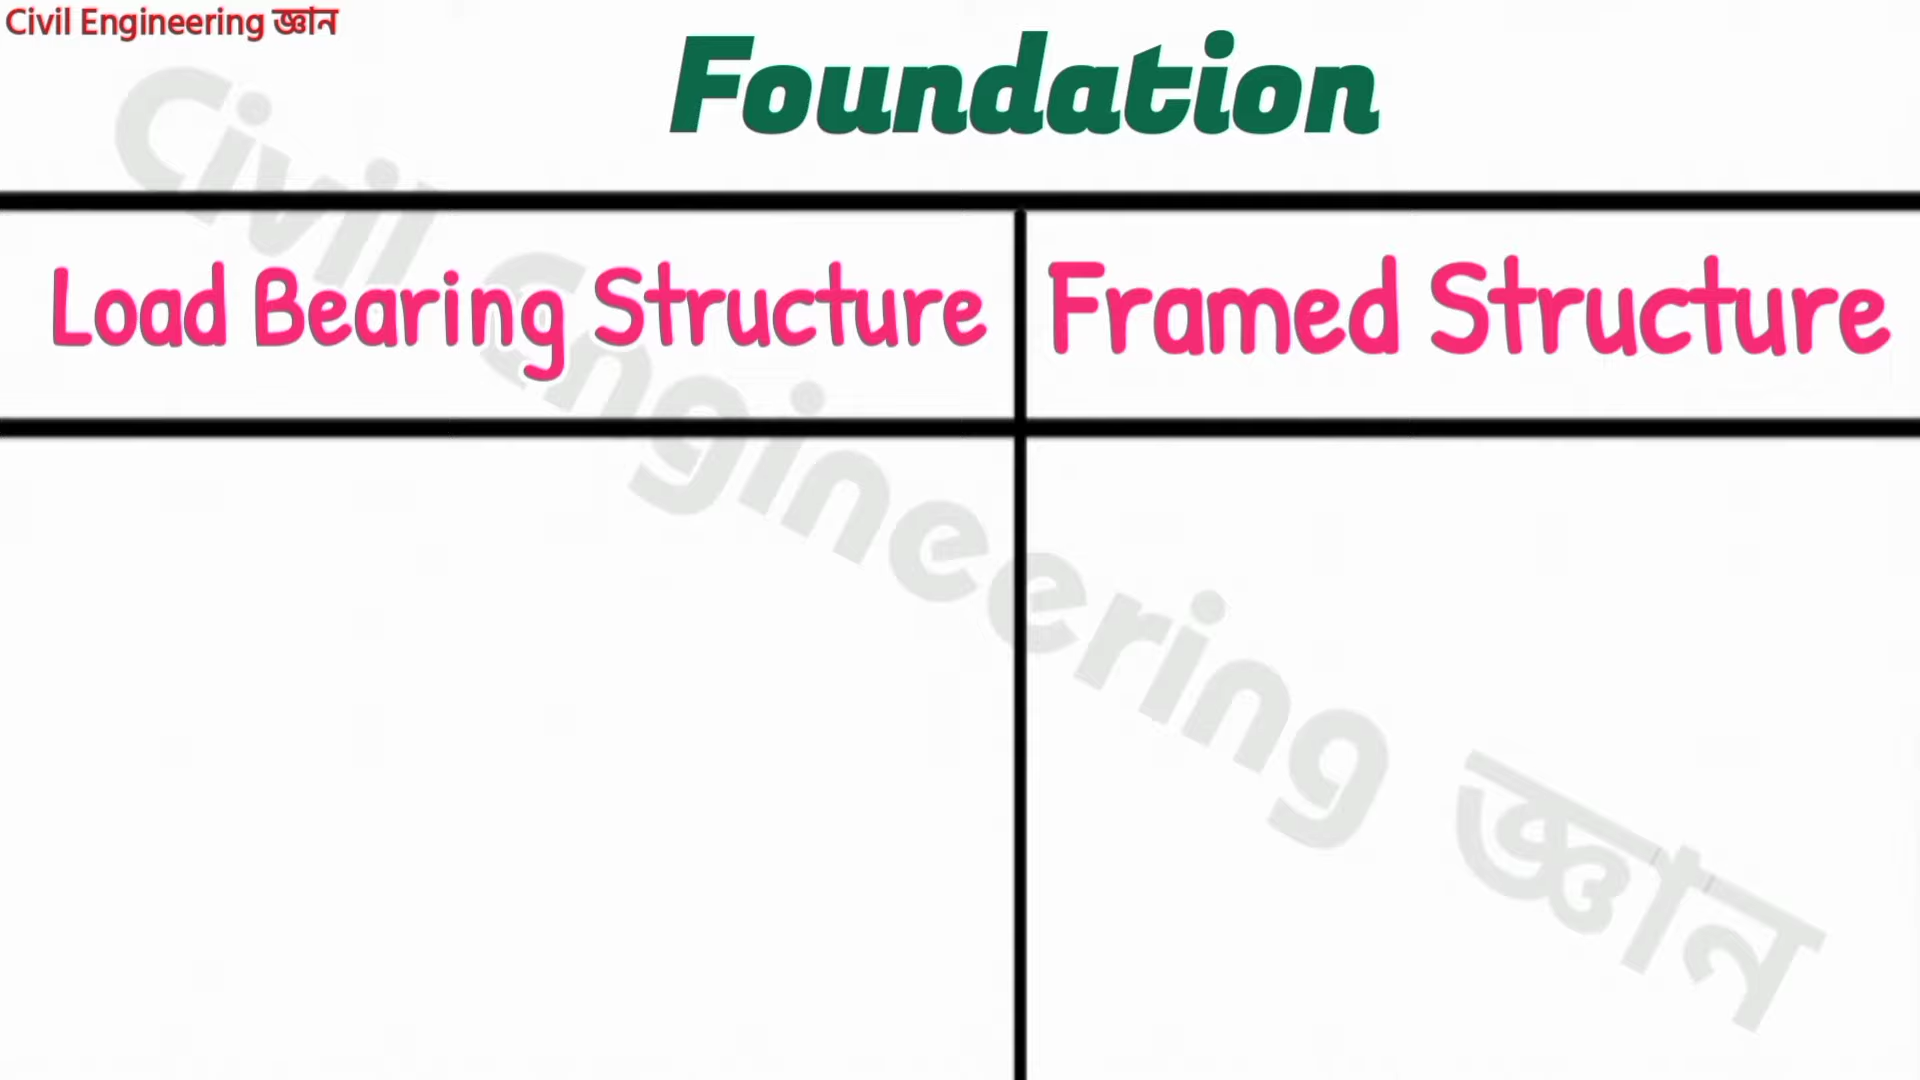 Civil Engineering জ্ঞান
Foundation
Load Bearing Structure
Framed Structure
Civil Engineering জ্ঞান